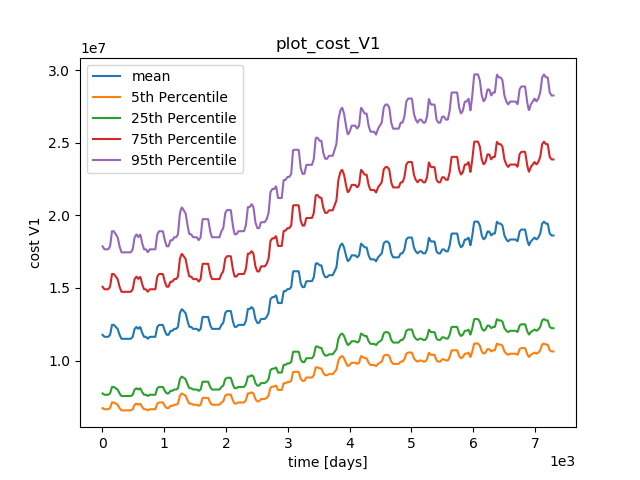 plot_cost_V1
1e7
3.0
2.5
2.0
1.5
1.0
cost V1
mean
5th Percentile
25th Percentile
75th Percentile
95th Percentile
0 1 2 3 4 5 6 7
time [days]
1e3